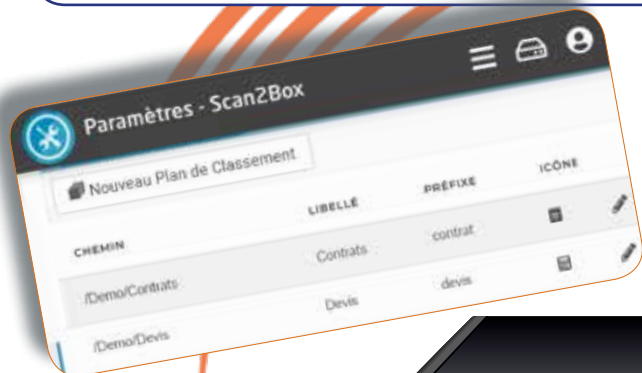 Paramètres - Scan2Box
Nouveau Plan de Classement
CHEMIN LIBELLÉ PRÉFIXE ICÔNE
/Demo/Contrats Contrats contrat
/Demo/Devis Devis devis